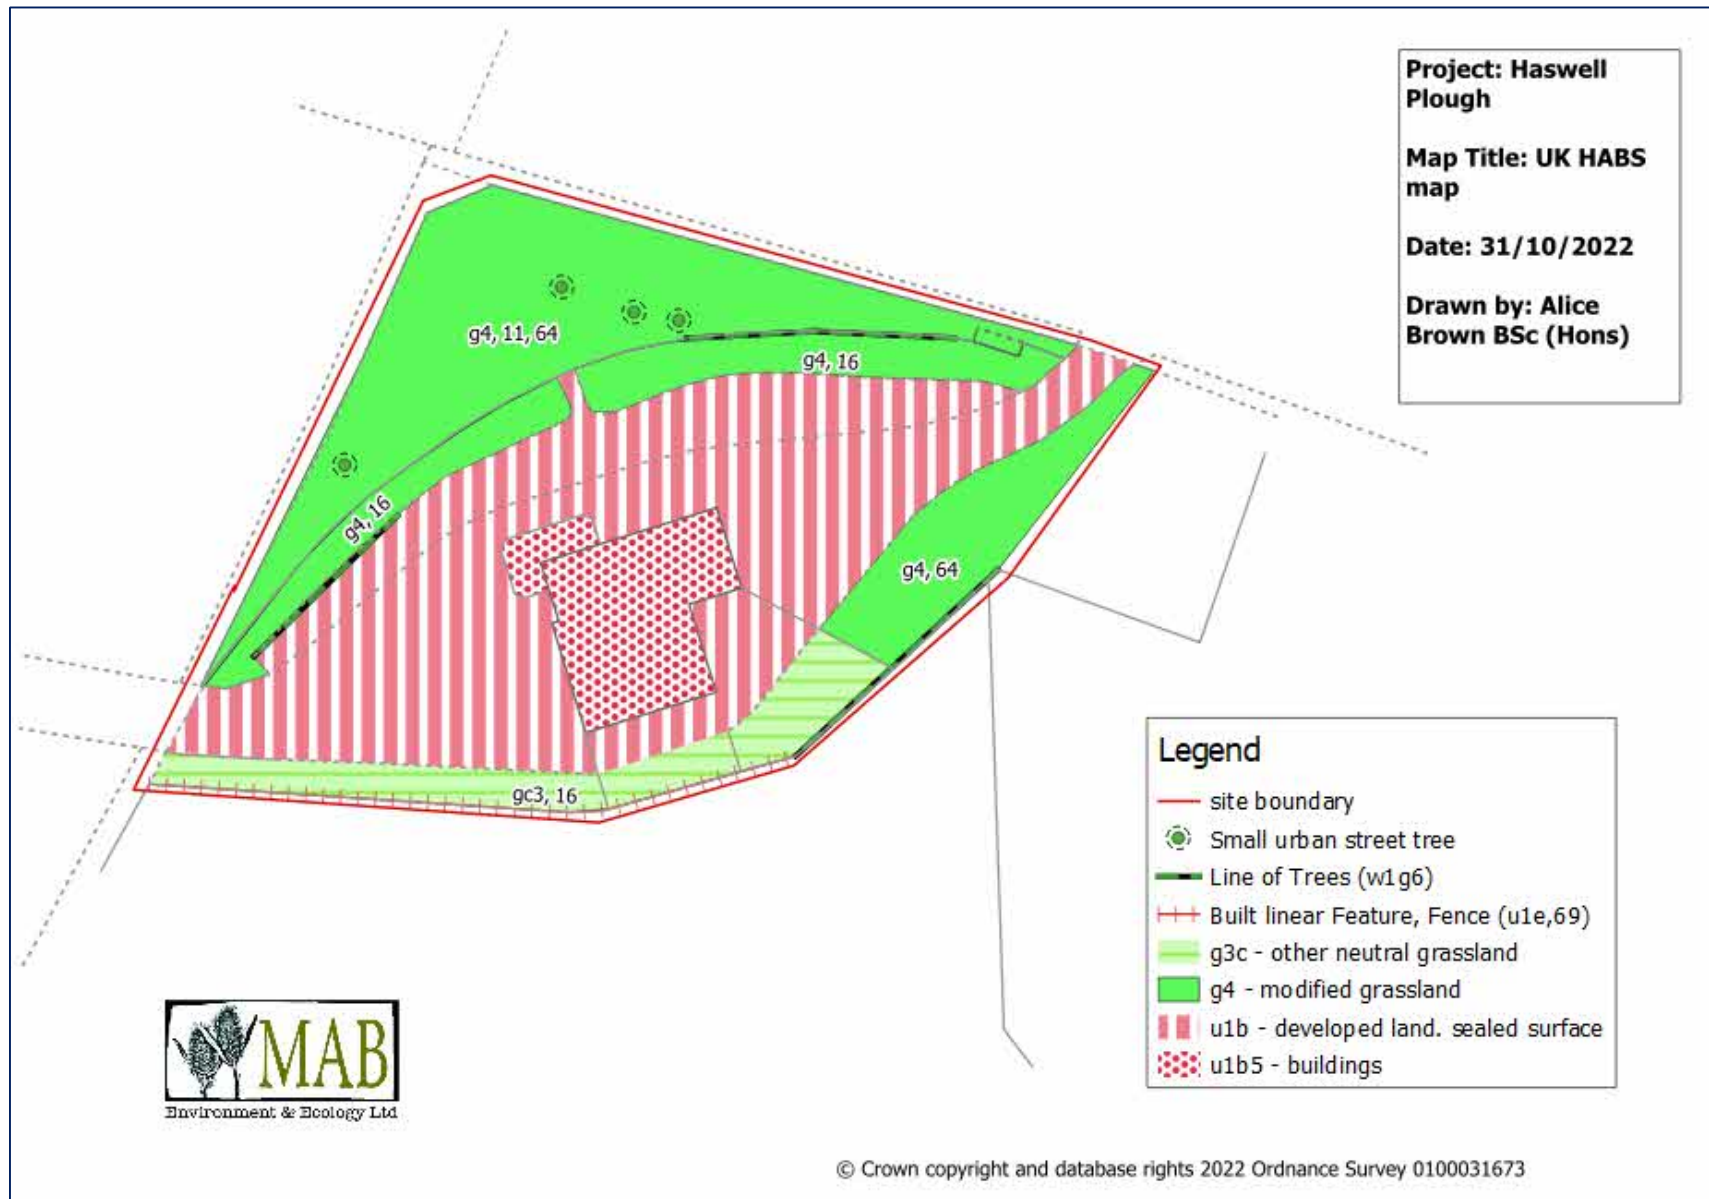 Project: Haswell
Plough
Map Title: UK HABS
map
Date: 31/10/2022
Drawn by: Alice
Brown BSc (Hons)
g4, 11, 64
g4, 16
g4, 16
g4, 64
gc3, 16
Legend
site boundary
Small urban street tree
Line of Trees (w1g6)
Built linear Feature, Fence (u1e,69)
g3c - other neutral grassland
g4 - modified grassland
u1b - developed land. sealed surface
u1b5 - buildings
MAB
Environment & Ecology Ltd
© Crown copyright and database rights 2022 Ordnance Survey 0100031673